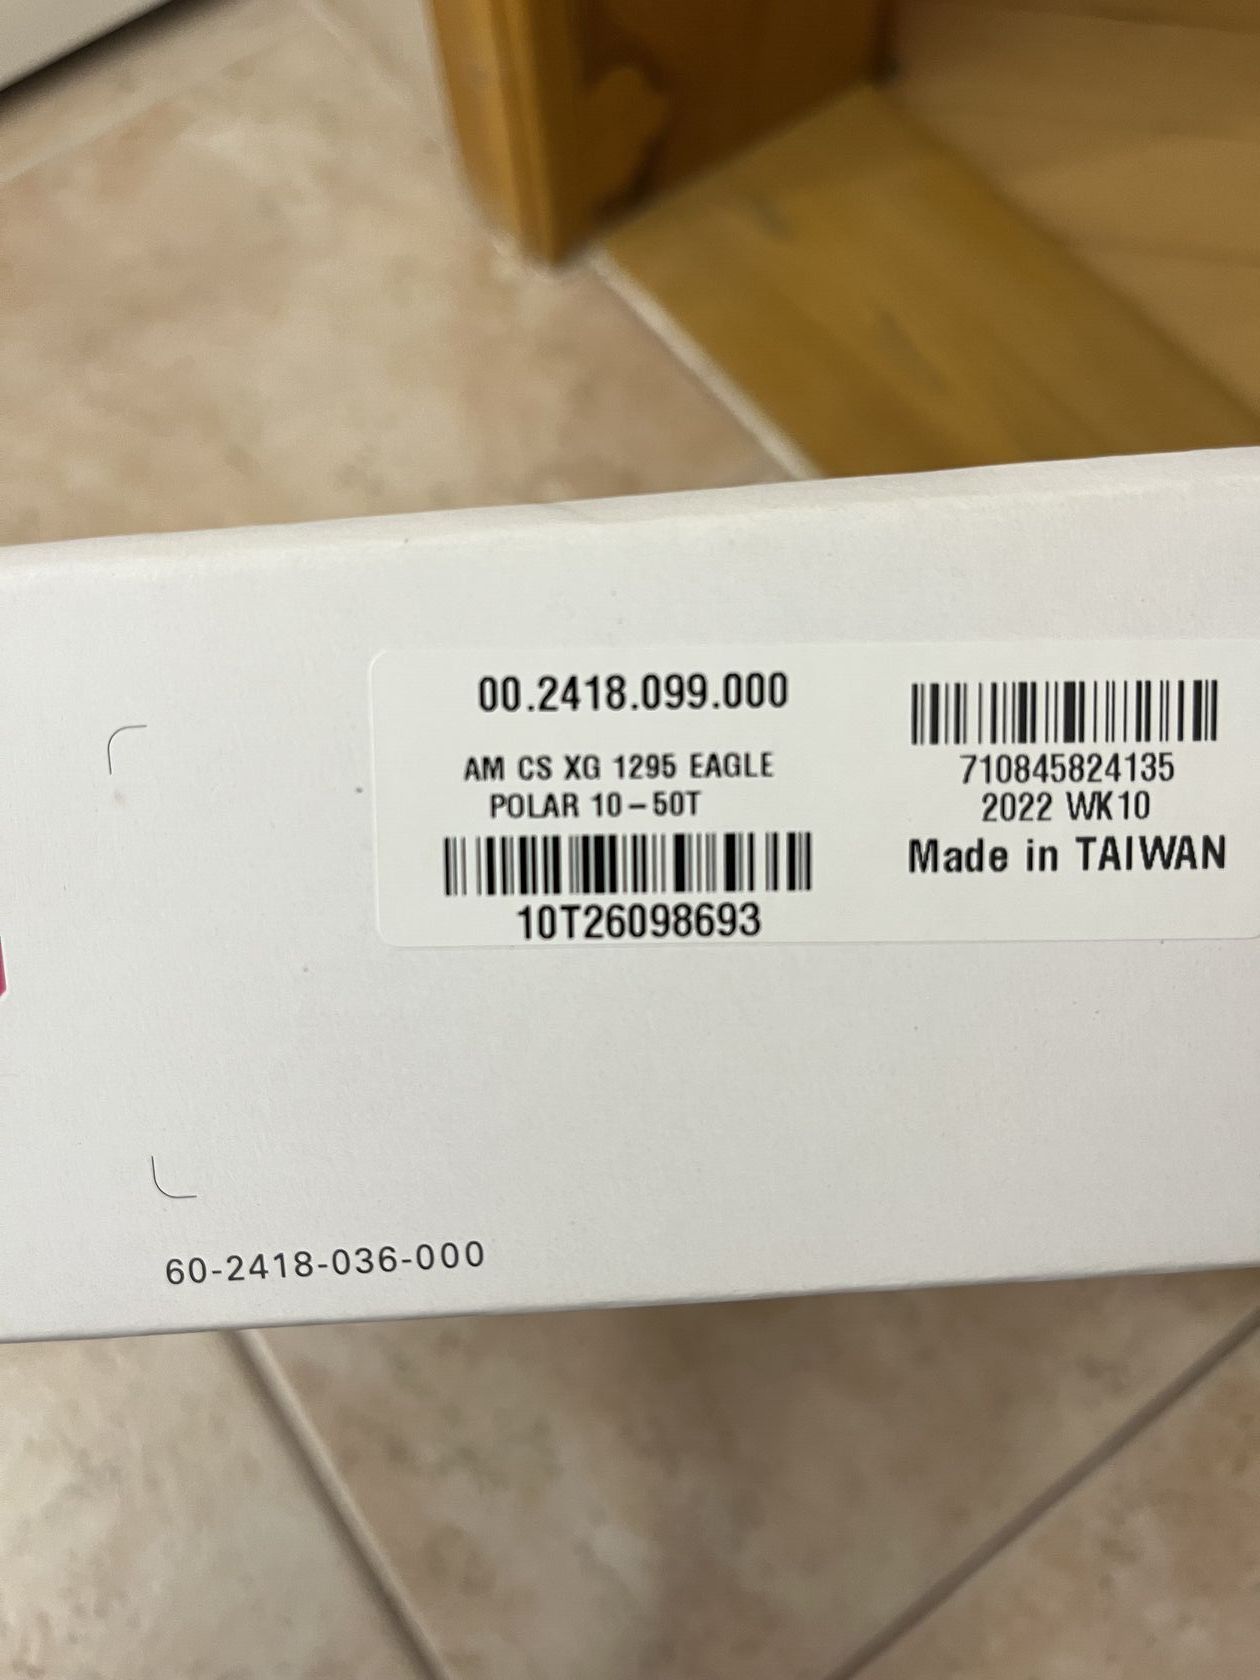 00.2418.099.000
AM CS XG 1295 EAGLE
POLAR 10-50T
10T26098693
710845824135
2022 WK10
Made in TAIWAN
60-2418-036-000